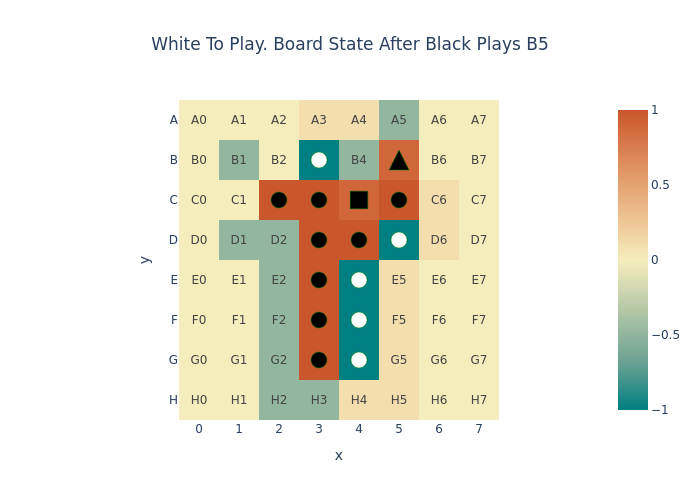 White To Play. Board State After Black Plays B5
A A0 A1 A2 A3 A4 A5 A6 A7
B B0 B1 B2 B4 B6 B7
C C0 C1 C6 C7
D D0 D1 D2 D6 D7
E E0 E1 E2 E5 E6 E7
F F0 F1 F2 F5 F6 F7
G G0 G1 G2 G5 G6 G7
H H0 H1 H2 H3 H4 H5 H6 H7
0 1 2 3 4 5 6 7
x
y
1
0.5
0
−0.5
−1